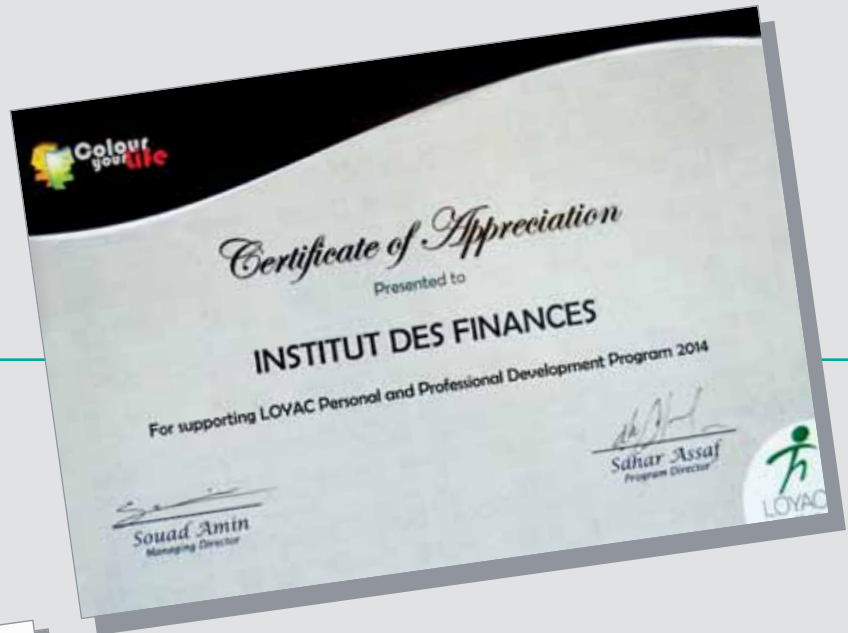 Colour
your life
Certificate of Appreciation
Presented to
INSTITUT DES FINANCES
For supporting LOYAC Personal and Professional Development Program 2014
Souad Amin
Managing Director
Sahar Assaf
Program Director
LOYAC